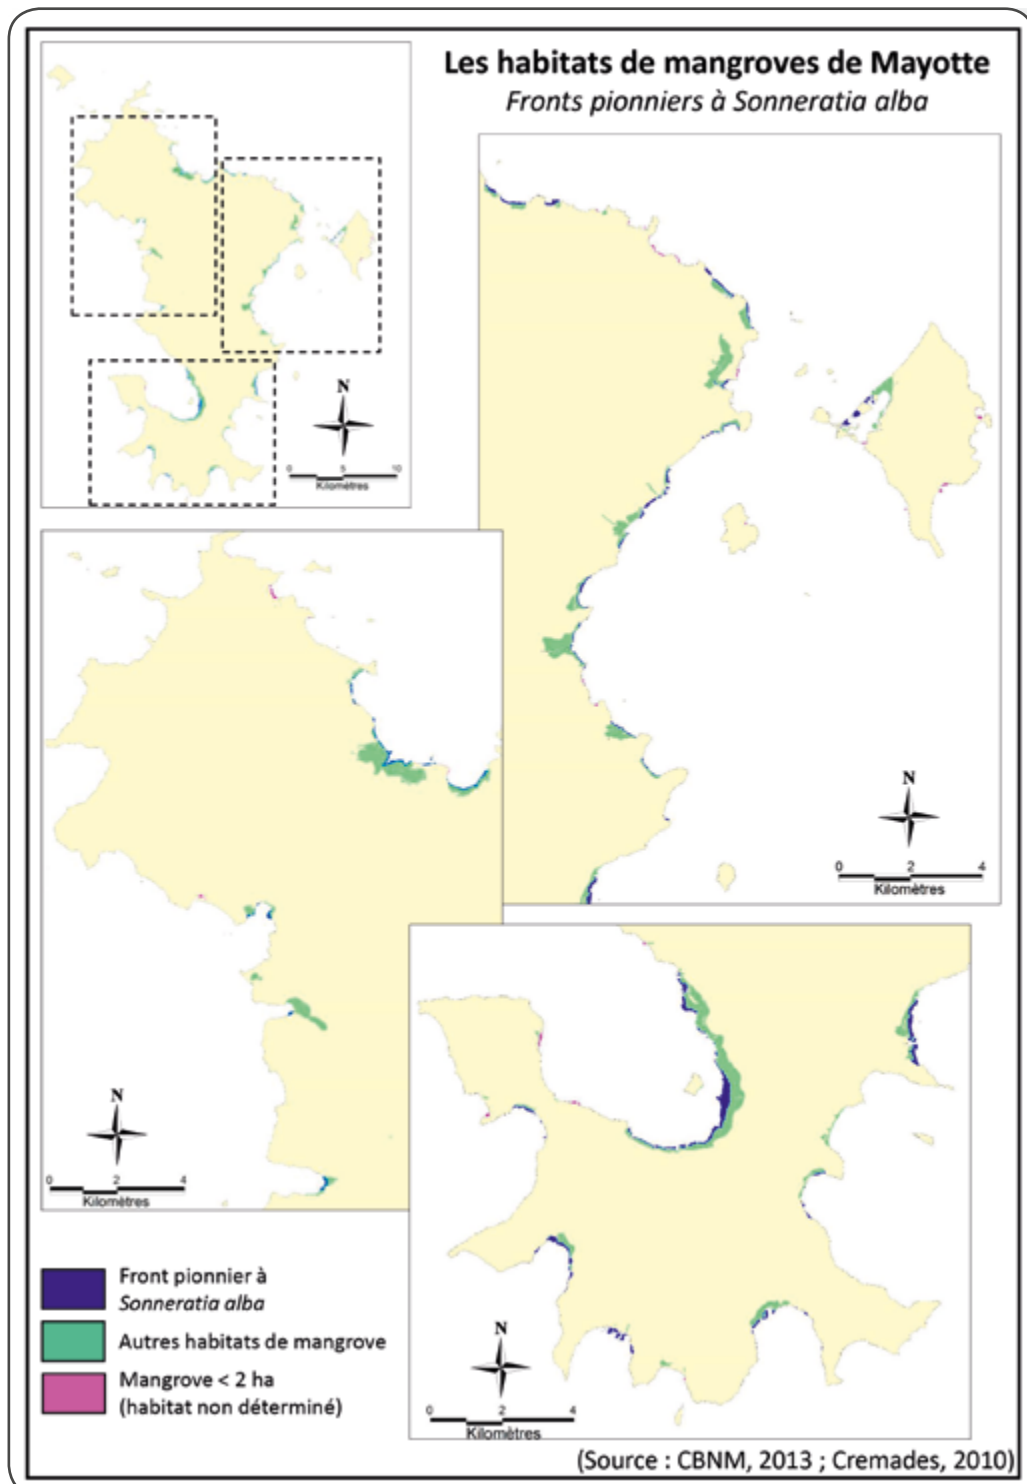 Les habitats de mangroves de Mayotte
Fronts pionniers à Sonneratia alba
N
0 5 10
Kilomètres
N
0 2 4
Kilomètres
N
0 2 4
Kilomètres
N
0 2 4
Kilomètres
Front pionnier à
Sonneratia alba
Autres habitats de mangrove
Mangrove < 2 ha
(habitat non déterminé)
(Source : CBNM, 2013 ; Cremades, 2010)